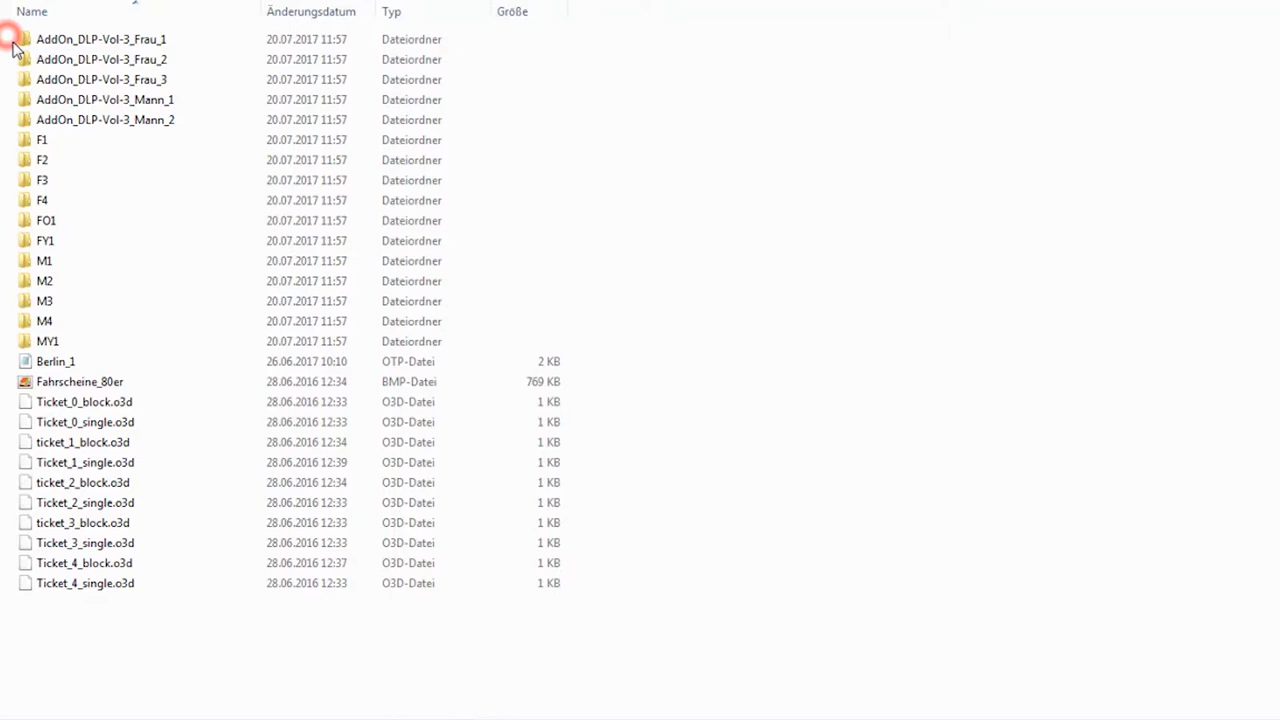 Name Änderungsdatum Typ Größe
AddOn_DLP-Vol-3_Frau_1 20.07.2017 11:57 Dateiordner
AddOn_DLP-Vol-3_Frau_2 20.07.2017 11:57 Dateiordner
AddOn_DLP-Vol-3_Frau_3 20.07.2017 11:57 Dateiordner
AddOn_DLP-Vol-3_Mann_1 20.07.2017 11:57 Dateiordner
AddOn_DLP-Vol-3_Mann_2 20.07.2017 11:57 Dateiordner
F1 20.07.2017 11:57 Dateiordner
F2 20.07.2017 11:57 Dateiordner
F3 20.07.2017 11:57 Dateiordner
F4 20.07.2017 11:57 Dateiordner
FO1 20.07.2017 11:57 Dateiordner
FY1 20.07.2017 11:57 Dateiordner
M1 20.07.2017 11:57 Dateiordner
M2 20.07.2017 11:57 Dateiordner
M3 20.07.2017 11:57 Dateiordner
M4 20.07.2017 11:57 Dateiordner
MY1 20.07.2017 11:57 Dateiordner
Berlin_1 26.06.2017 10:10 OTP-Datei 2 KB
Fahrscheine_80er 28.06.2016 12:34 BMP-Datei 769 KB
Ticket_0_block.o3d 28.06.2016 12:33 O3D-Datei 1 KB
Ticket_0_single.o3d 28.06.2016 12:33 O3D-Datei 1 KB
ticket_1_block.o3d 28.06.2016 12:34 O3D-Datei 1 KB
Ticket_1_single.o3d 28.06.2016 12:39 O3D-Datei 1 KB
ticket_2_block.o3d 28.06.2016 12:34 O3D-Datei 1 KB
Ticket_2_single.o3d 28.06.2016 12:33 O3D-Datei 1 KB
ticket_3_block.o3d 28.06.2016 12:33 O3D-Datei 1 KB
Ticket_3_single.o3d 28.06.2016 12:33 O3D-Datei 1 KB
Ticket_4_block.o3d 28.06.2016 12:37 O3D-Datei 1 KB
Ticket_4_single.o3d 28.06.2016 12:33 O3D-Datei 1 KB